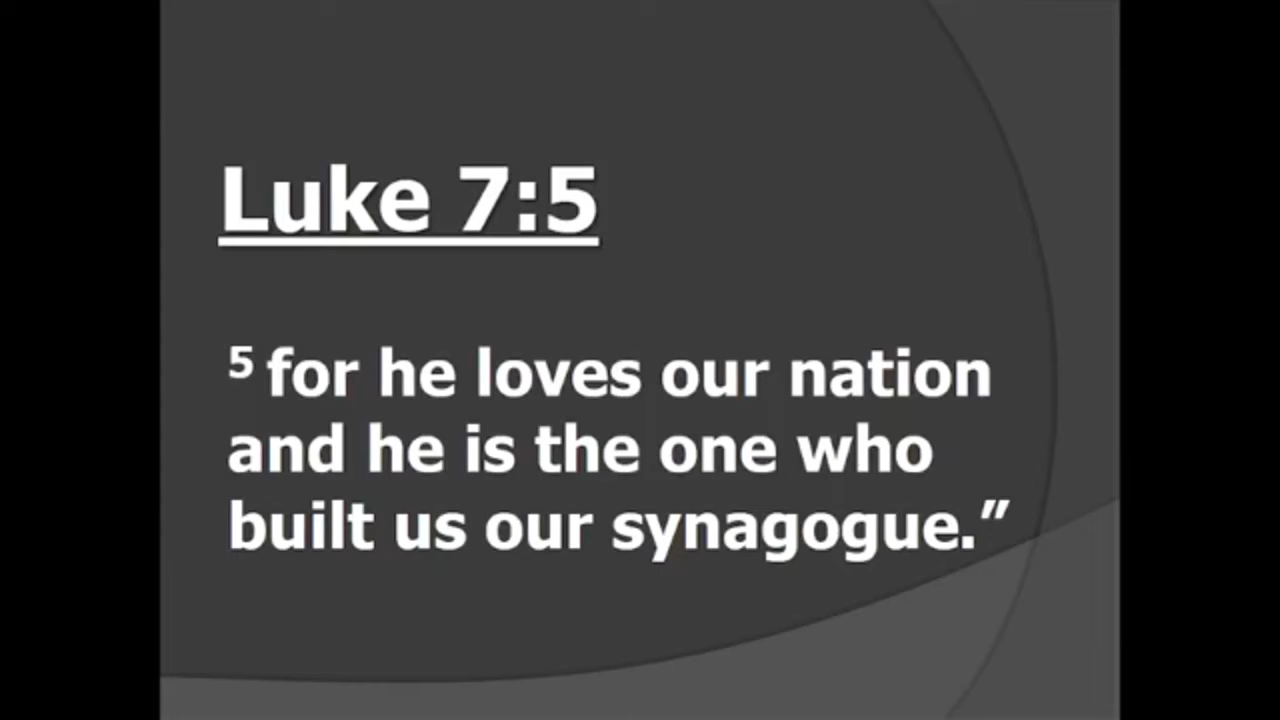 Luke 7:5
5 for he loves our nation
and he is the one who
built us our synagogue.”